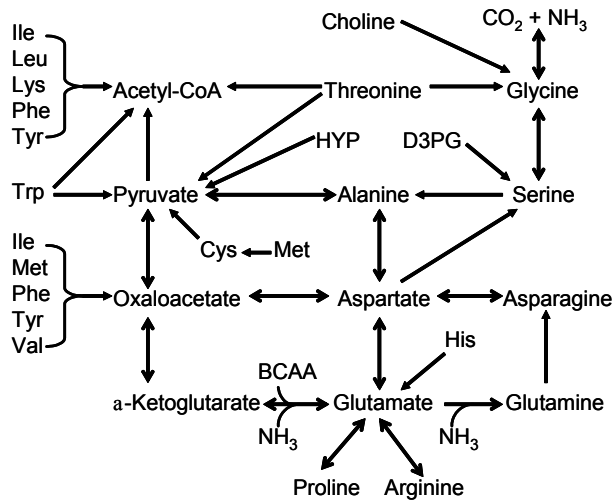 Choline
CO₂ + NH₃
Ile
Leu
Lys
Phe
Tyr
Acetyl-CoA
Threonine
Glycine
HYP
D3PG
Trp
Pyruvate
Alanine
Serine
Cys
Met
Ile
Met
Phe
Tyr
Val
Oxaloacetate
Aspartate
Asparagine
His
BCAA
a-Ketoglutarate
Glutamate
Glutamine
NH₃
NH₃
Proline
Arginine